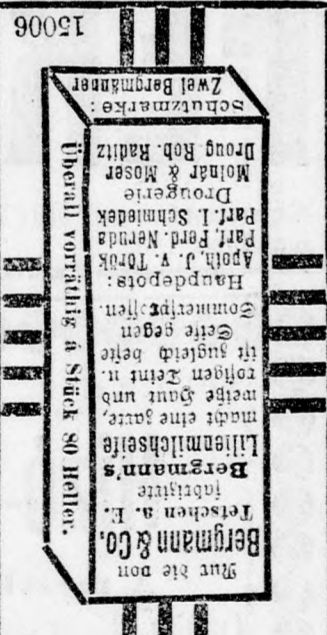 Nur die von
Bergmann & Co.
Tetschen a. E.
fabrizirte
Bergmann's
Lilienmilchseife
macht eine zarte,
weiße Haut und
rosigen Teint u.
ist zugleich beste
Seife gegen
Sommersprossen.
Hauptdepots:
Apoth. J. v. Török
Parf. Ferd. Neruda
Parf. I. Schmiedek
Drougerie
Molnár & Moser
Droug. Rob. Raditz
Schutzmarke:
Zwei Bergmänner
Überall vorräthig á Stück 80 Heller.
15006